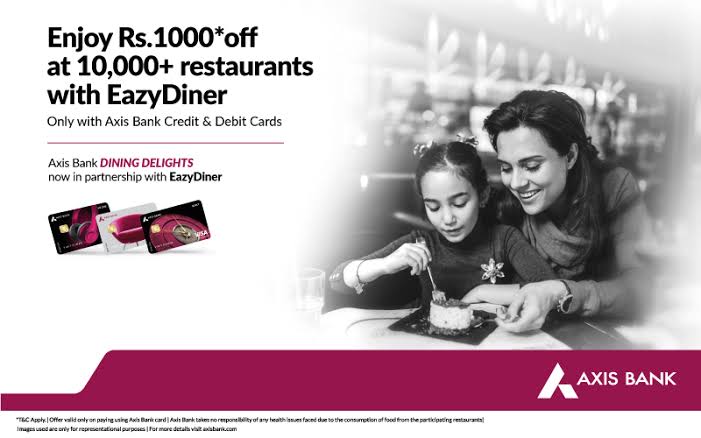 Enjoy Rs.1000*off
at 10,000+ restaurants
with EazyDiner
Only with Axis Bank Credit & Debit Cards
Axis Bank DINING DELIGHTS
now in partnership with EazyDiner
VISA
AXIS BANK
*T&C Apply.| Offer valid only on paying using Axis Bank card | Axis Bank takes no responsibility of any health issues faced due to the consumption of food from the participating restaurants|
Images used are only for representational purposes | For more details visit axisbank.com